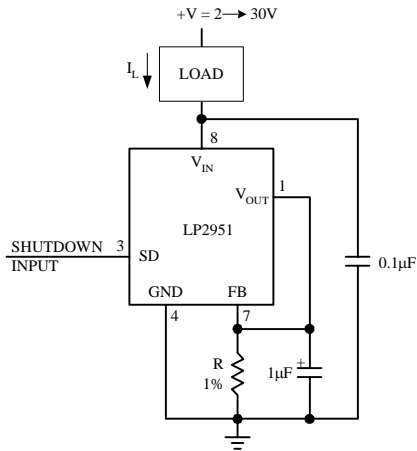 +V = 2→30V
I_L
LOAD
8
V_IN
1
V_OUT
LP2951
SHUTDOWN
INPUT
3
SD
0.1µF
GND
FB
4
7
R
1%
1µF
+